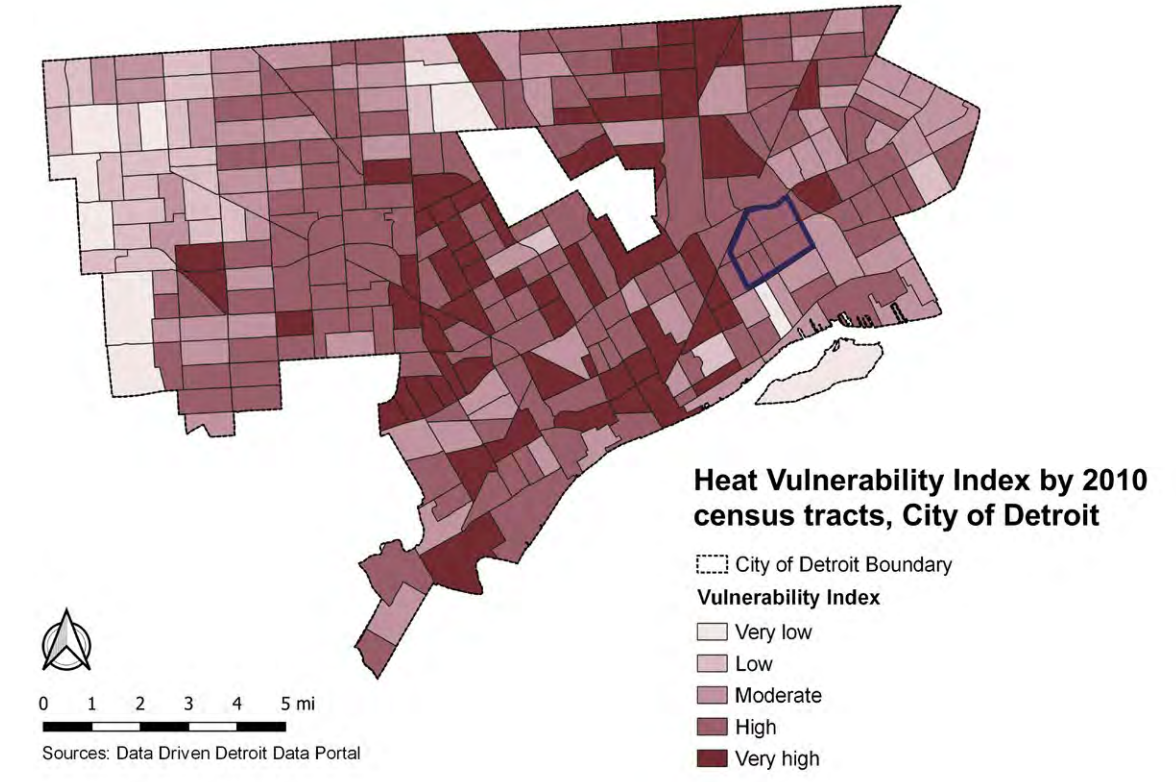 Heat Vulnerability Index by 2010
census tracts, City of Detroit
City of Detroit Boundary
Vulnerability Index
Very low
Low
Moderate
High
Very high
0 1 2 3 4 5 mi
Sources: Data Driven Detroit Data Portal